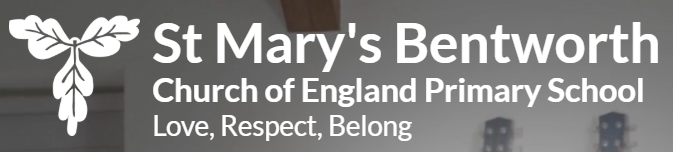 St Mary's Bentworth
Church of England Primary School
Love, Respect, Belong